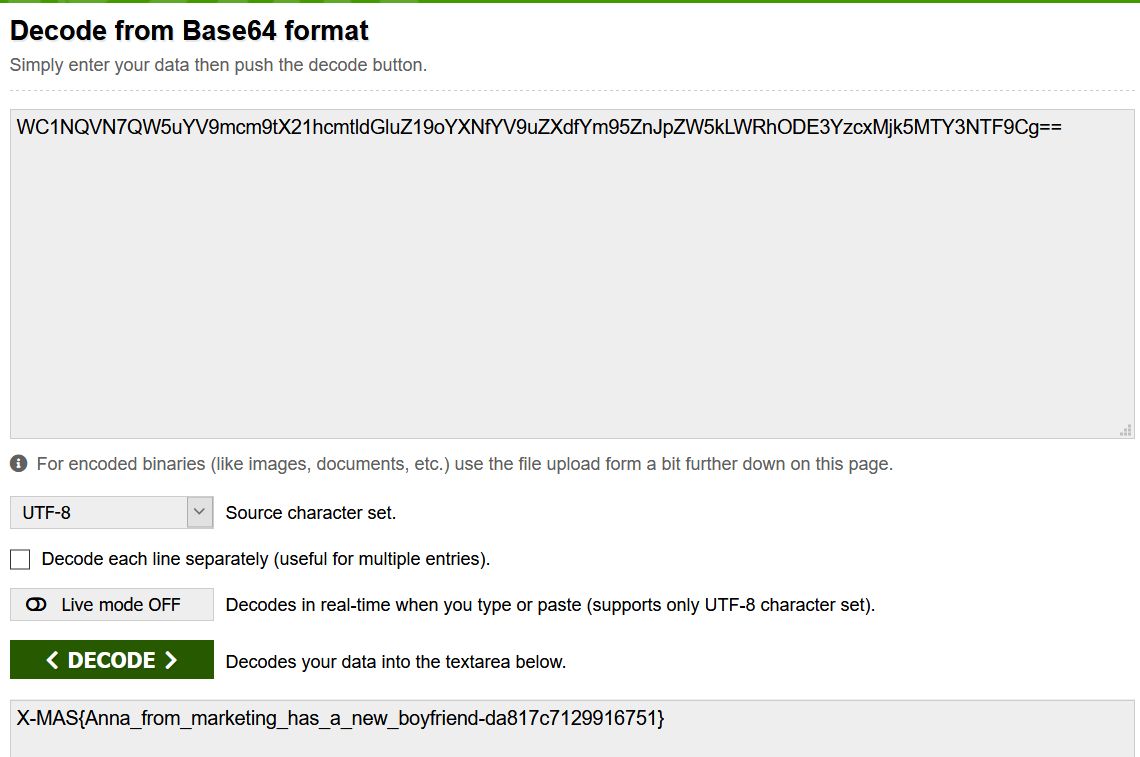 Decode from Base64 format
Simply enter your data then push the decode button.
WC1NQVN7QW5uYV9mcm9tX21hcmtldGluZ19oYXNfYV9uZXdfYm95ZnJpZW5kLWRhODE3YzcxMjk5MTY3NTF9Cg==
For encoded binaries (like images, documents, etc.) use the file upload form a bit further down on this page.
UTF-8 Source character set.
Decode each line separately (useful for multiple entries).
Live mode OFF Decodes in real-time when you type or paste (supports only UTF-8 character set).
< DECODE > Decodes your data into the textarea below.
X-MAS{Anna_from_marketing_has_a_new_boyfriend-da817c7129916751}